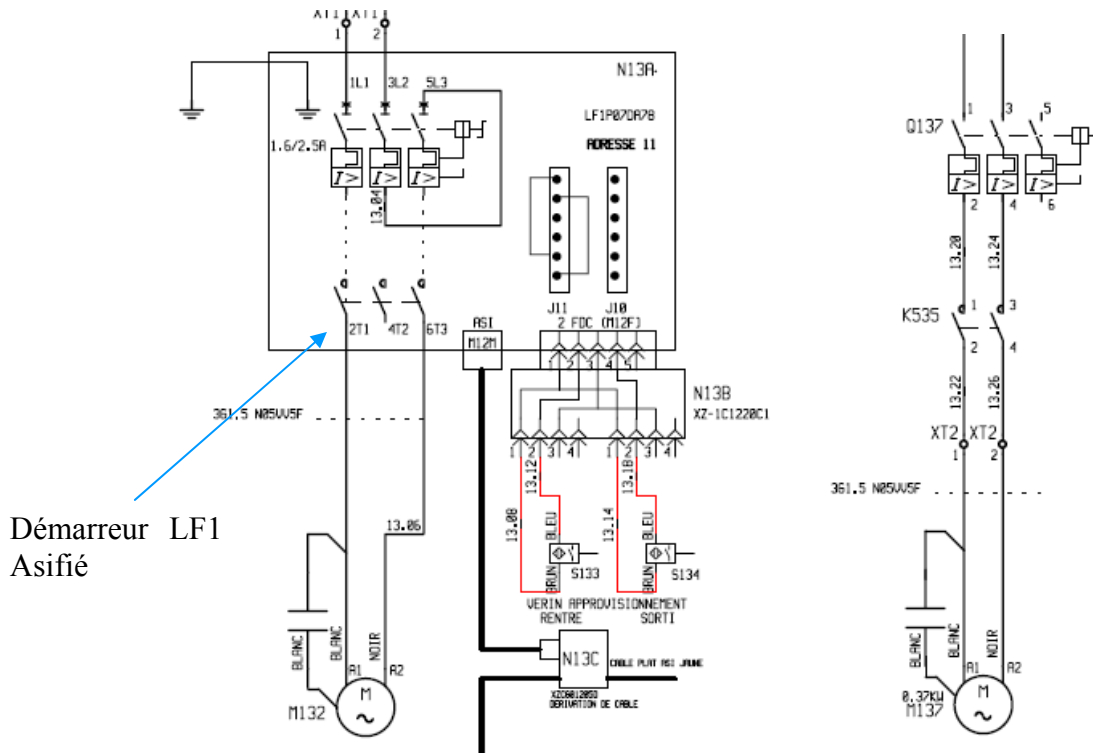 XT1 XT1
1 2
N13A
1L1 3L2 5L3
LF1P07DA78
ADRESSE 11
1.6/2.5A
I> I> I>
13.04
J11 J10
2 FDC (M12F)
2T1 4T2 6T3
ASI
M12M
1 2 3 4 5
N13B
XZ-1C1220C1
361.5 N05VV5F
1 2 3 4 1 2 3 4
13.08
13.12
13.14
13.18
BLEU
BLEU
BRUN
BRUN
S133
S134
VERIN APPROVISIONNEMENT
RENTRE SORTI
13.06
Démarreur LF1
Asifié
BLANC
BLANC
NOIR
A1 A2
M
M132
N13C
CABLE PLAT ASI JAUNE
DERIVATION DE CABLE
1 3 5
Q137
I> I> I>
2 4 6
13.20
13.24
K535
1 3
2 4
13.22
13.26
XT2 XT2
1 2
361.5 N05VV5F
BLANC
BLANC
NOIR
A1 A2
0.37KW
M
M137